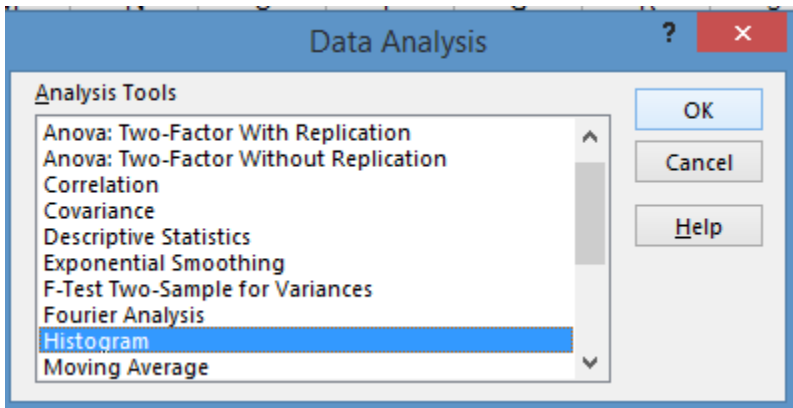 Data Analysis
?
Analysis Tools
Anova: Two-Factor With Replication
Anova: Two-Factor Without Replication
Correlation
Covariance
Descriptive Statistics
Exponential Smoothing
F-Test Two-Sample for Variances
Fourier Analysis
Histogram
Moving Average
OK
Cancel
Help